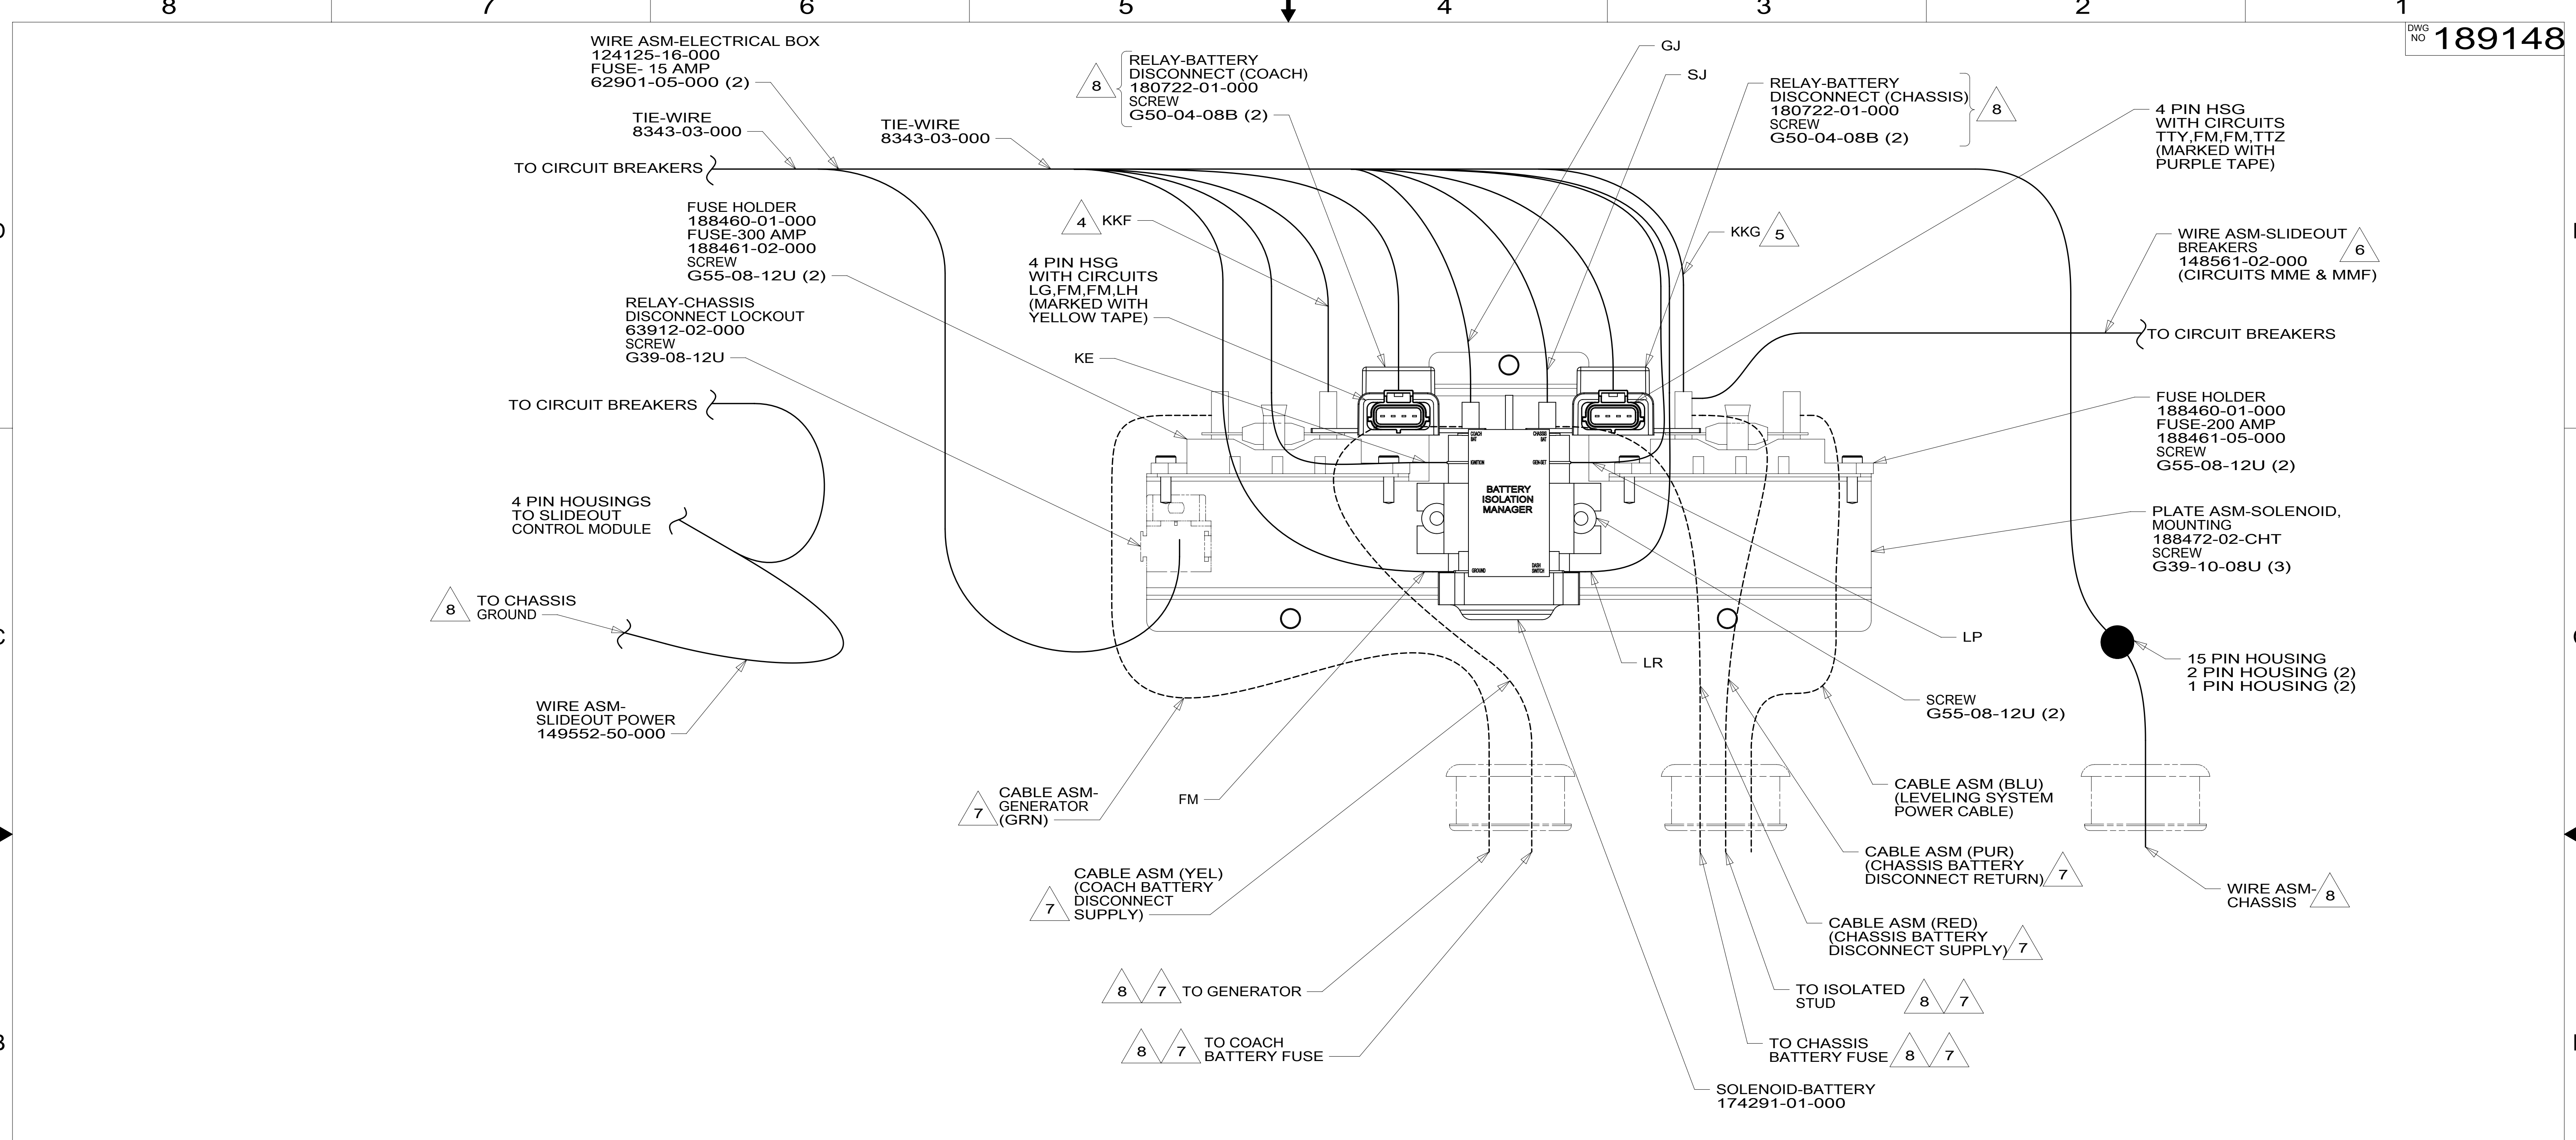 8 7 6 5 4 3 2 1
DWG NO 189148
WIRE ASM-ELECTRICAL BOX
124125-16-000
FUSE- 15 AMP
62901-05-000 (2)
TIE-WIRE
8343-03-000
TIE-WIRE
8343-03-000
TO CIRCUIT BREAKERS
8
RELAY-BATTERY
DISCONNECT (COACH)
180722-01-000
SCREW
G50-04-08B (2)
GJ
SJ
RELAY-BATTERY
DISCONNECT (CHASSIS)
180722-01-000
SCREW
G50-04-08B (2)
8
4 PIN HSG
WITH CIRCUITS
TTY,FM,FM,TTZ
(MARKED WITH
PURPLE TAPE)
FUSE HOLDER
188460-01-000
FUSE-300 AMP
188461-02-000
SCREW
G55-08-12U (2)
4 KKF
KKG 5
WIRE ASM-SLIDEOUT
BREAKERS
148561-02-000
(CIRCUITS MME & MMF)
6
4 PIN HSG
WITH CIRCUITS
LG,FM,FM,LH
(MARKED WITH
YELLOW TAPE)
RELAY-CHASSIS
DISCONNECT LOCKOUT
63912-02-000
SCREW
G39-08-12U
KE
TO CIRCUIT BREAKERS
TO CIRCUIT BREAKERS
FUSE HOLDER
188460-01-000
FUSE-200 AMP
188461-05-000
SCREW
G55-08-12U (2)
COACH
BAT
CHASSIS
BAT
IGNITION
GEN-SET
BATTERY
ISOLATION
MANAGER
GROUND
DASH
SWITCH
4 PIN HOUSINGS
TO SLIDEOUT
CONTROL MODULE
PLATE ASM-SOLENOID,
MOUNTING
188472-02-CHT
SCREW
G39-10-08U (3)
8
TO CHASSIS
GROUND
C
LP
LR
15 PIN HOUSING
2 PIN HOUSING (2)
1 PIN HOUSING (2)
WIRE ASM-
SLIDEOUT POWER
149552-50-000
SCREW
G55-08-12U (2)
7
CABLE ASM-
GENERATOR
(GRN)
FM
CABLE ASM (BLU)
(LEVELING SYSTEM
POWER CABLE)
CABLE ASM (YEL)
(COACH BATTERY
DISCONNECT
SUPPLY)
7
CABLE ASM (PUR)
(CHASSIS BATTERY
DISCONNECT RETURN)
7
WIRE ASM-
CHASSIS
8
CABLE ASM (RED)
(CHASSIS BATTERY
DISCONNECT SUPPLY)
7
8 7 TO GENERATOR
TO ISOLATED
STUD
8 7
8 7
TO COACH
BATTERY FUSE
TO CHASSIS
BATTERY FUSE
8 7
SOLENOID-BATTERY
174291-01-000